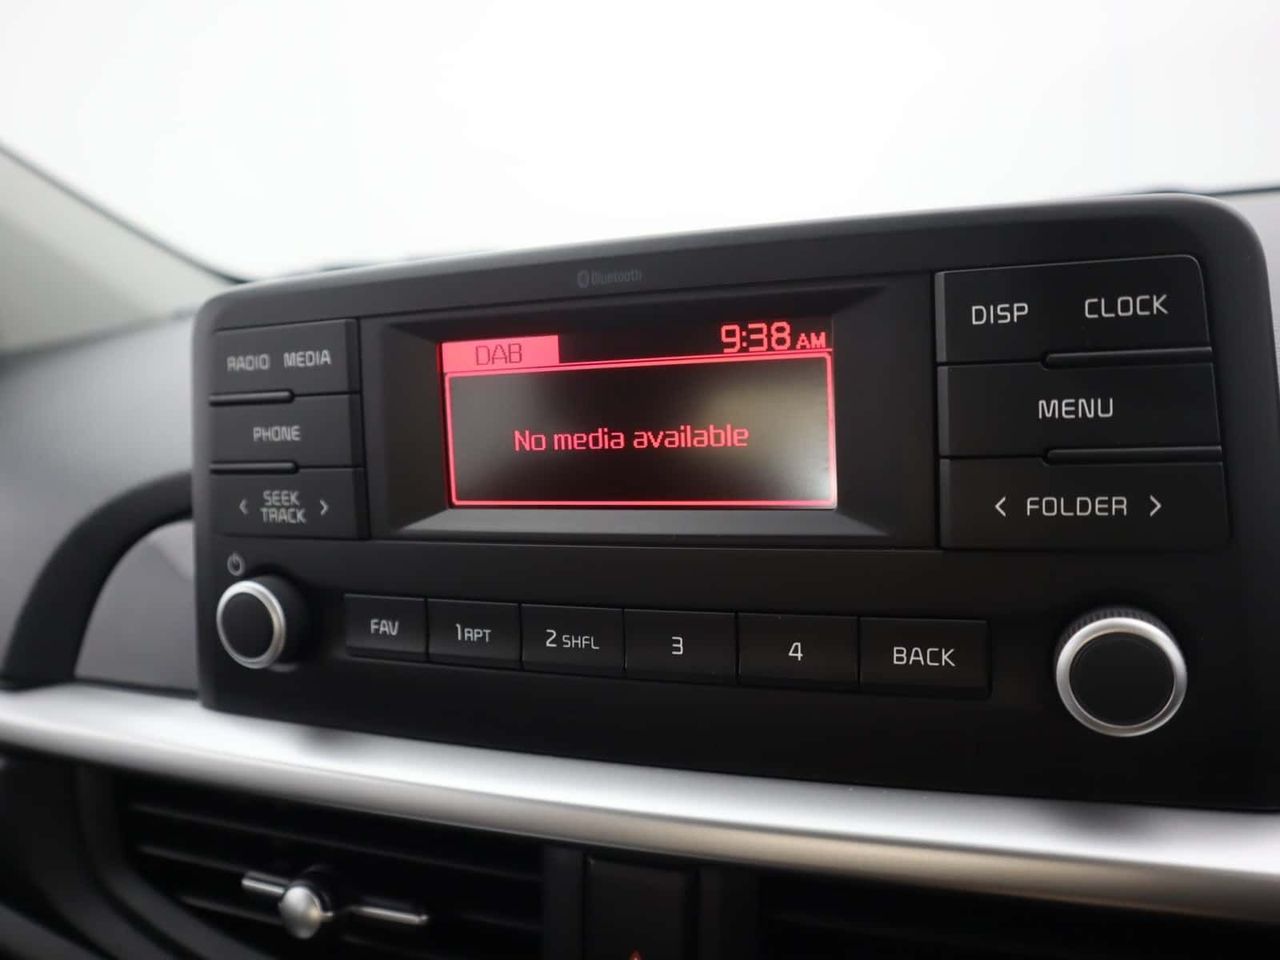 Bluetooth
RADIO MEDIA
PHONE
< SEEK TRACK >
DAB
9:38 AM
No media available
DISP CLOCK
MENU
< FOLDER >
FAV
1 RPT
2 SHFL
3
4
BACK